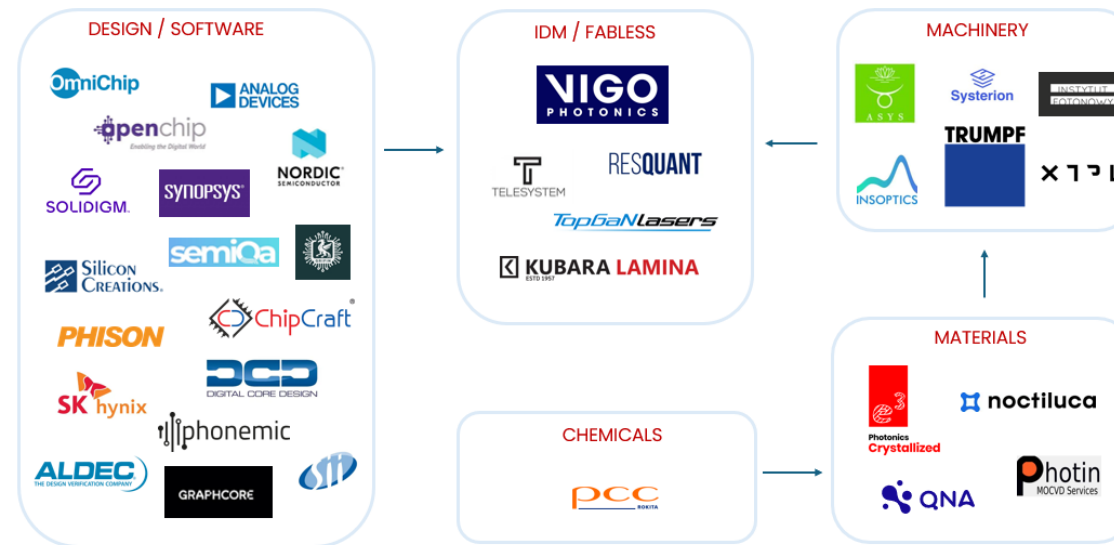 DESIGN / SOFTWARE
OmniChip
ANALOG
DEVICES
openchip
Enabling the Digital World
NORDIC
SEMICONDUCTOR
SOLIDIGM.
SYNOPSYS
semiQa
SILICON
CREATIONS.
ChipCraft
PHISON
DCD
DIGITAL CORE DESIGN
SK hynix
phonemic
ALDEC
THE DESIGN VERIFICATION COMPANY
GRAPHCORE
IDM / FABLESS
VIGO
PHOTONICS
TELESYSTEM
RESQUANT
TopGaNLasers
KUBARA LAMINA
ESTD 1957
CHEMICALS
PCC
ROKITA
MACHINERY
ASYS
Systerion
INSTYTUT
FOTONOWY
TRUMPF
INSOPTICS
MATERIALS
e3
Photonics
Crystallized
noctiluca
QNA
Photin
MOCVD Services